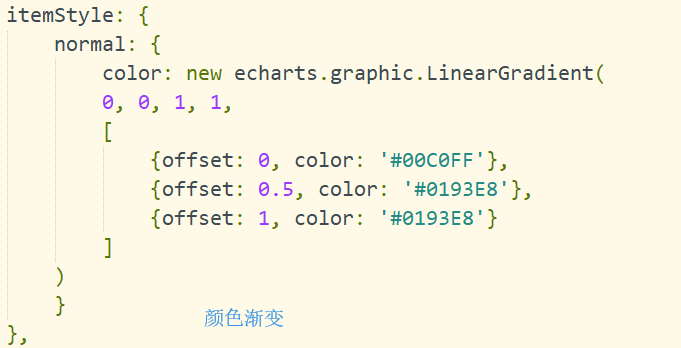 itemStyle: {
normal: {
color: new echarts.graphic.LinearGradient(
0, 0, 1, 1,
[
{offset: 0, color: '#00C0FF'},
{offset: 0.5, color: '#0193E8'},
{offset: 1, color: '#0193E8'}
]
)
}
颜色渐变
},